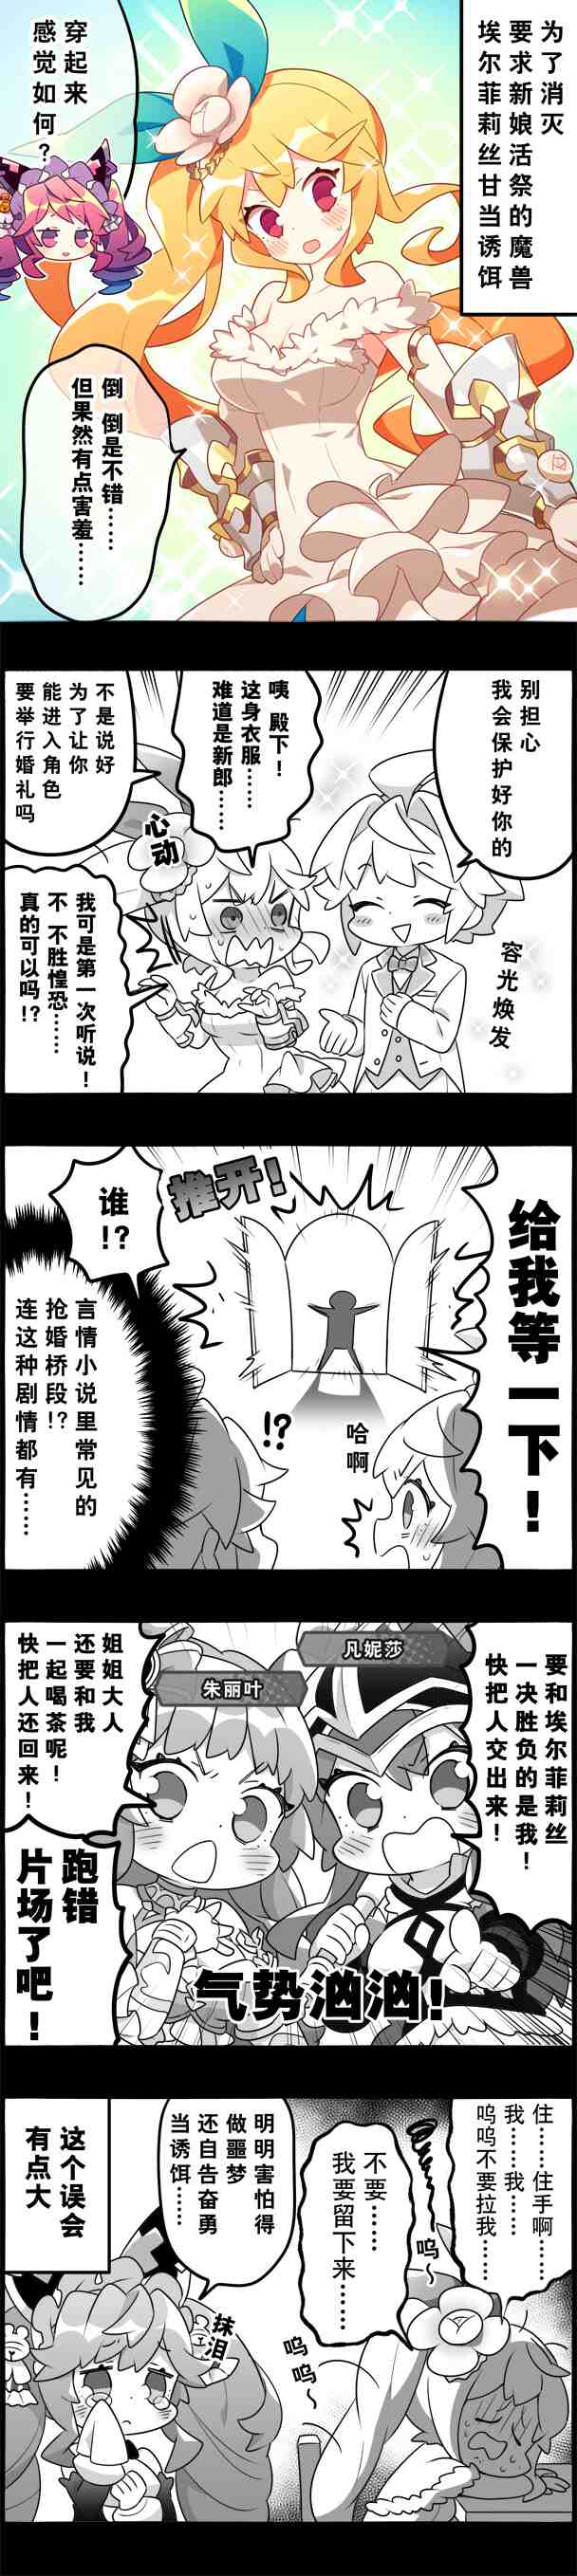 为了消灭
要求新娘活祭的魔兽
埃尔菲莉丝甘当诱饵
穿起来
感觉如何?
倒 倒是不错……
但果然有点害羞……
别担心
我会保护好你的
咦 殿下!
这身衣服……
难道是新郎……
不是说好
为了让你
能进入角色
要举行婚礼吗
心动
容光焕发
我可是第一次听说!
不 不胜惶恐……
真的可以吗!?
给我等一下!
推开!
谁!?
!?
哈啊
言情小说里常见的
抢婚桥段!?
连这种剧情都有……
要和埃尔菲莉丝
一决胜负的是我!
快把人交出来!
凡妮莎
朱丽叶
姐姐大人
还要和我
一起喝茶呢!
快把人还回来!
跑错
片场了吧!
气势汹汹!
住……住手啊……
我……我……
呜呜不要拉我……
呜~
不要……
我要留下来……
呜呜~
明明害怕得
做噩梦
还自告奋勇
当诱饵……
抹泪
这个误会
有点大